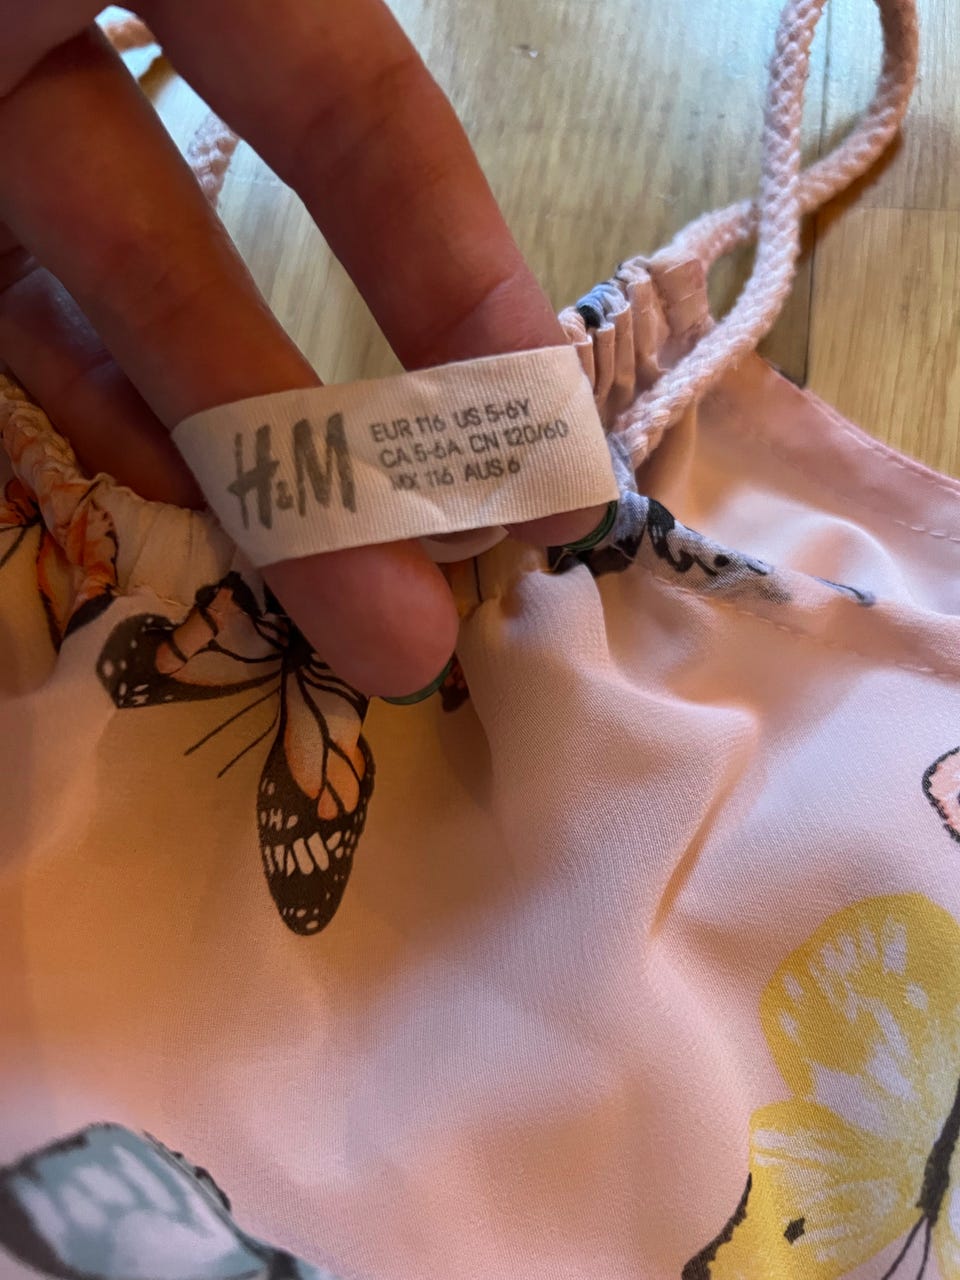 H&M
EUR 116 US 5-6Y
CA 5-6A CN 120/60
MX 116 AUS 6